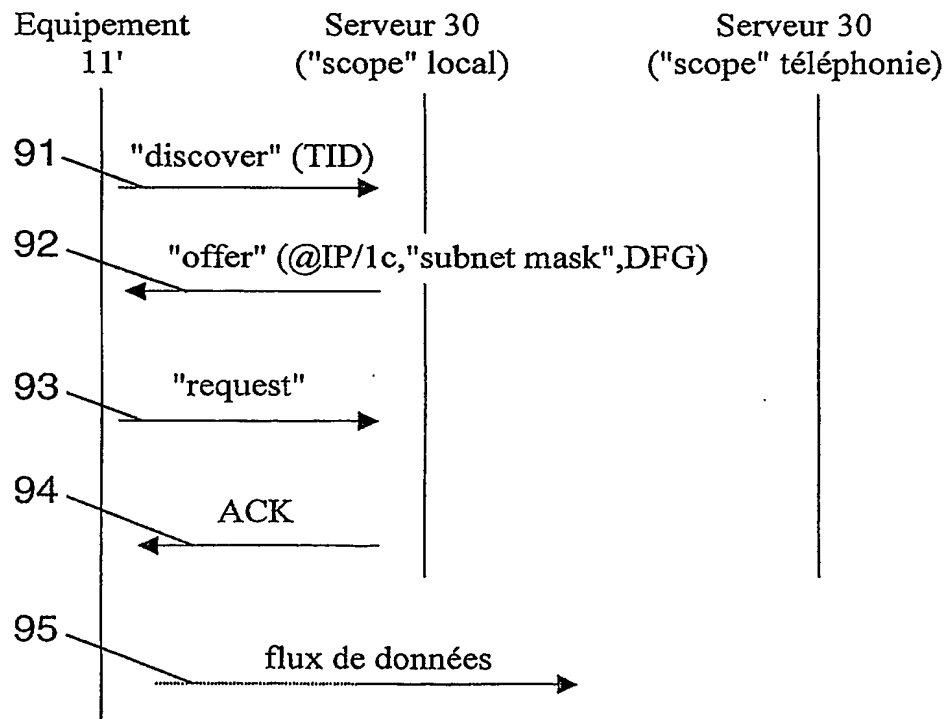 Equipement
11'
Serveur 30
("scope" local)
Serveur 30
("scope" téléphonie)
91
"discover" (TID)
92
"offer" (@IP/1c,"subnet mask",DFG)
93
"request"
94
ACK
95
flux de données